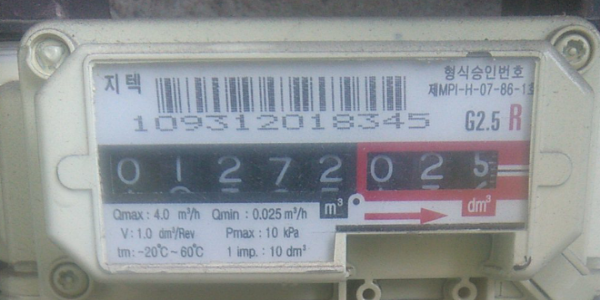 지텍
형식승인번호
제MPI-H-07-86-13
109312018345
G2.5 R
01272025
m³
dm³
Qmax : 4.0 m³/h Qmin : 0.025 m³/h
V : 1.0 dm³/Rev Pmax : 10 kPa
tm : -20℃ ~ 60℃ 1 imp. : 10 dm³